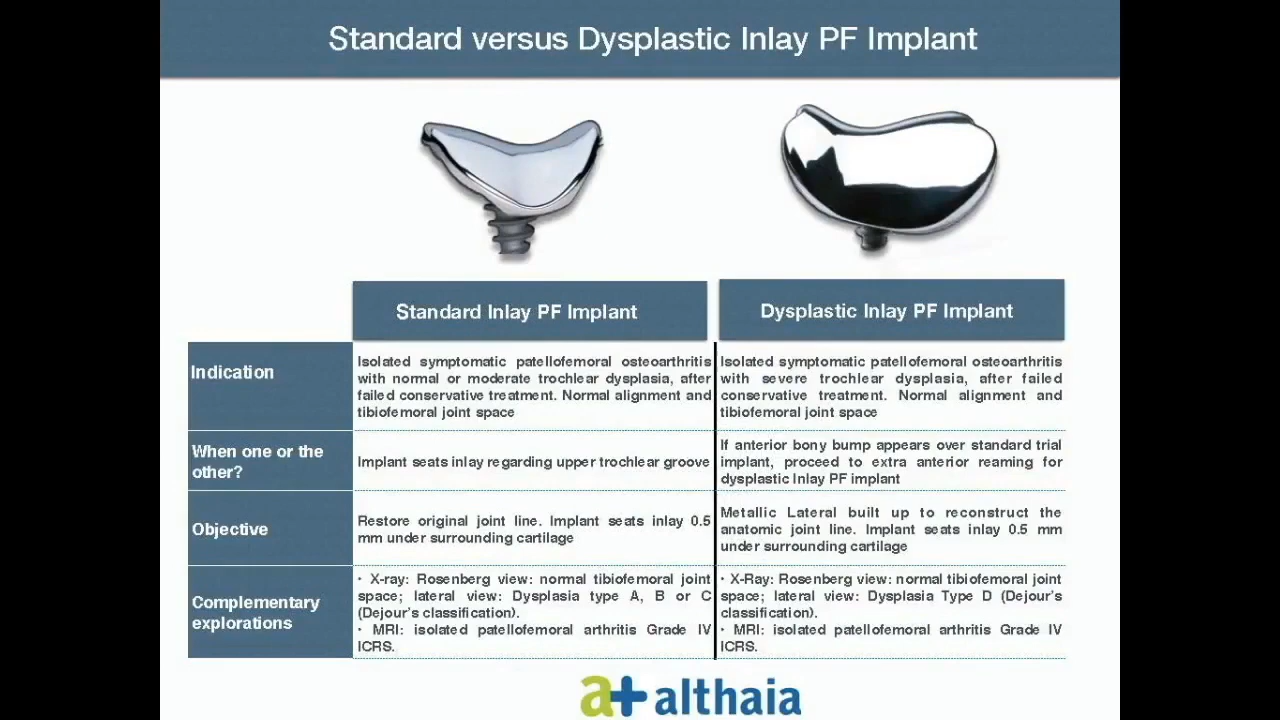 Standard versus Dysplastic Inlay PF Implant
Standard Inlay PF Implant
Dysplastic Inlay PF Implant
Indication
Isolated symptomatic patellofemoral osteoarthritis
with normal or moderate trochlear dysplasia, after
failed conservative treatment. Normal alignment and
tibiofemoral joint space
Isolated symptomatic patellofemoral osteoarthritis
with severe trochlear dysplasia, after failed
conservative treatment. Normal alignment and
tibiofemoral joint space
When one or the
other?
Implant seats inlay regarding upper trochlear groove
If anterior bony bump appears over standard trial
implant, proceed to extra anterior reaming for
dysplastic Inlay PF implant
Objective
Restore original joint line. Implant seats inlay 0.5
mm under surrounding cartilage
Metallic Lateral built up to reconstruct the
anatomic joint line. Implant seats inlay 0.5 mm
under surrounding cartilage
Complementary
explorations
• X-ray: Rosenberg view: normal tibiofemoral joint
space; lateral view: Dysplasia type A, B or C
(Dejour's classification).
• MRI: isolated patellofemoral arthritis Grade IV
ICRS.
• X-Ray: Rosenberg view: normal tibiofemoral joint
space; lateral view: Dysplasia Type D (Dejour's
classification).
• MRI: isolated patellofemoral arthritis Grade IV
ICRS.
a+ althaia